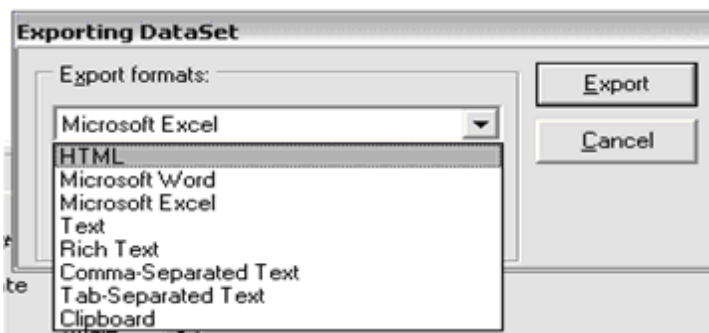 Exporting DataSet
Export formats:
Microsoft Excel
HTML
Microsoft Word
Microsoft Excel
Text
Rich Text
Comma-Separated Text
Tab-Separated Text
Clipboard
Export
Cancel